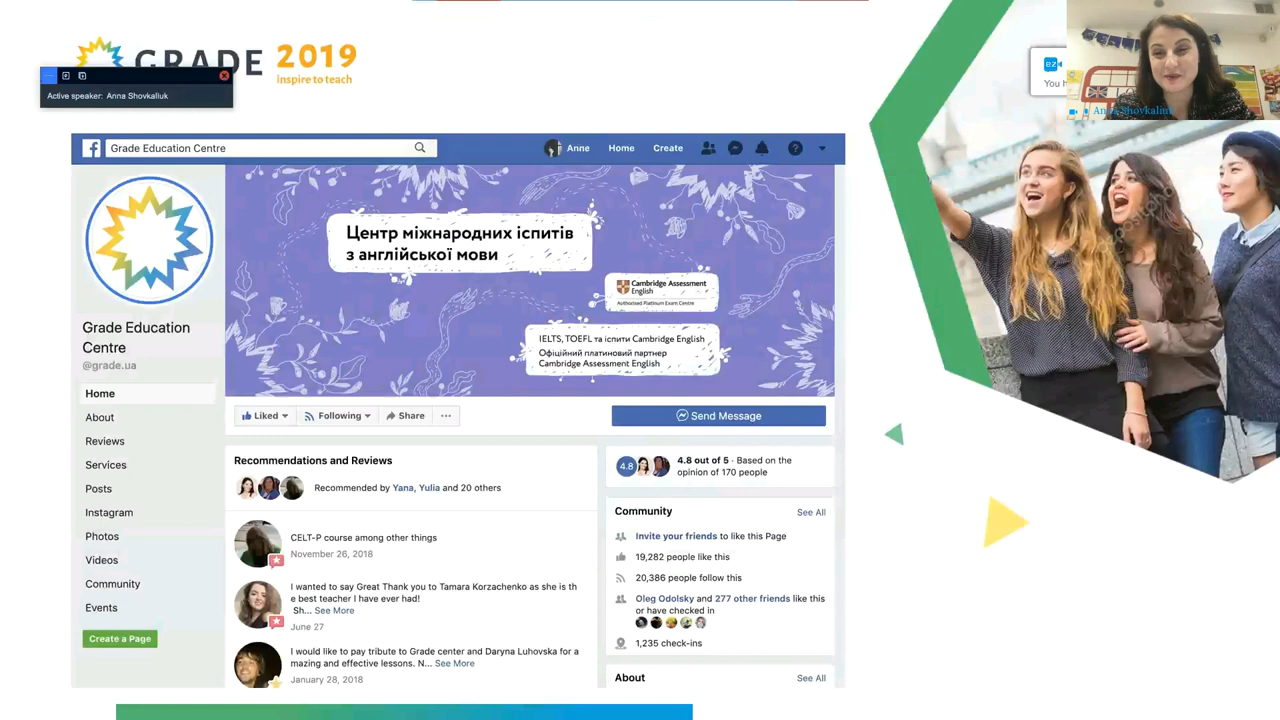 GRADE 2019
inspire to teach
Active speaker: Anna Shovkaliuk
ez
You h
Anna Shovkaliuk
Grade Education Centre
Anne
Home
Create
Центр міжнародних іспитів
з англійської мови
Cambridge Assessment
English
Authorised Platinum Exam Centre
IELTS, TOEFL та іспити Cambridge English
Офіційний платиновий партнер
Cambridge Assessment English
Grade Education
Centre
@grade.ua
Home
About
Reviews
Services
Posts
Instagram
Photos
Videos
Community
Events
Create a Page
Liked
Following
Share
Send Message
Recommendations and Reviews
Recommended by Yana, Yulia and 20 others
CELT-P course among other things
November 26, 2018
I wanted to say Great Thank you to Tamara Korzachenko as she is th
e best teacher I have ever had!
Sh... See More
June 27
I would like to pay tribute to Grade center and Daryna Luhovska for a
mazing and effective lessons. N... See More
January 28, 2018
4.8
4.8 out of 5 · Based on the
opinion of 170 people
Community
See All
Invite your friends to like this Page
19,282 people like this
20,386 people follow this
Oleg Odolsky and 277 other friends like this
or have checked in
1,235 check-ins
About
See All